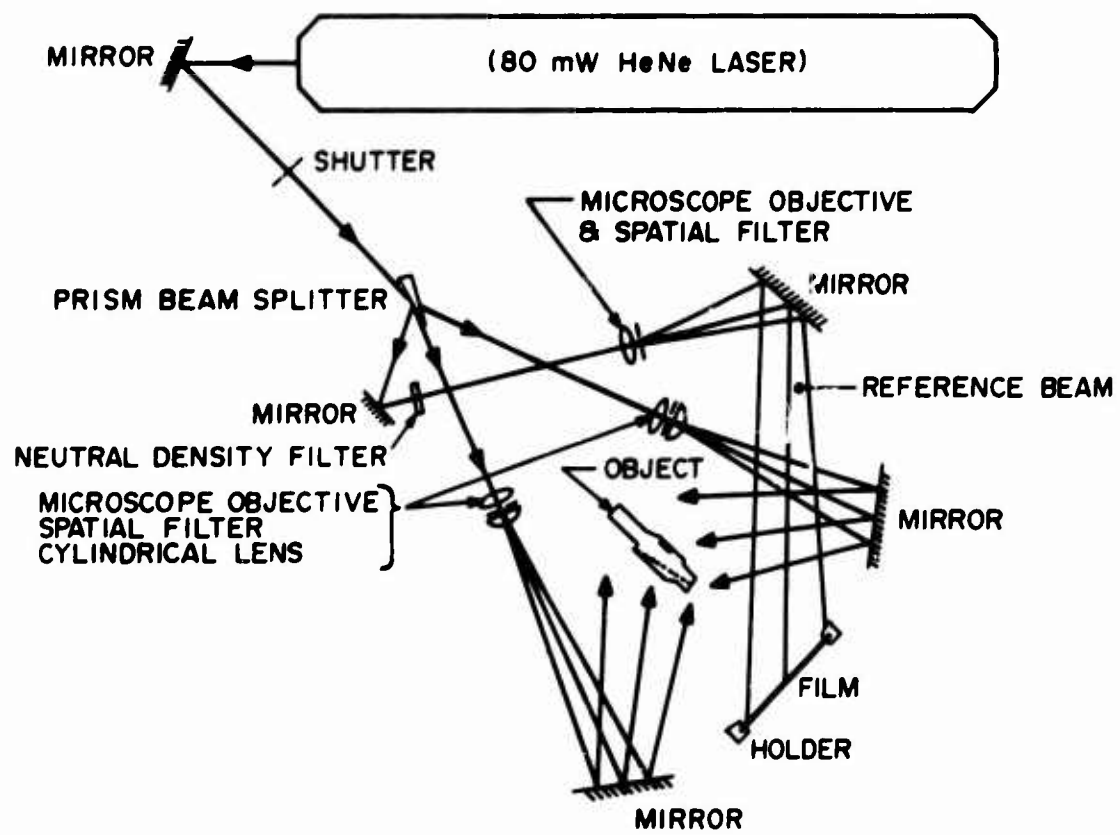 MIRROR
(80 mW HeNe LASER)
SHUTTER
MICROSCOPE OBJECTIVE
& SPATIAL FILTER
PRISM BEAM SPLITTER
MIRROR
REFERENCE BEAM
MIRROR
NEUTRAL DENSITY FILTER
OBJECT
MICROSCOPE OBJECTIVE
SPATIAL FILTER
CYLINDRICAL LENS
MIRROR
FILM
HOLDER
MIRROR